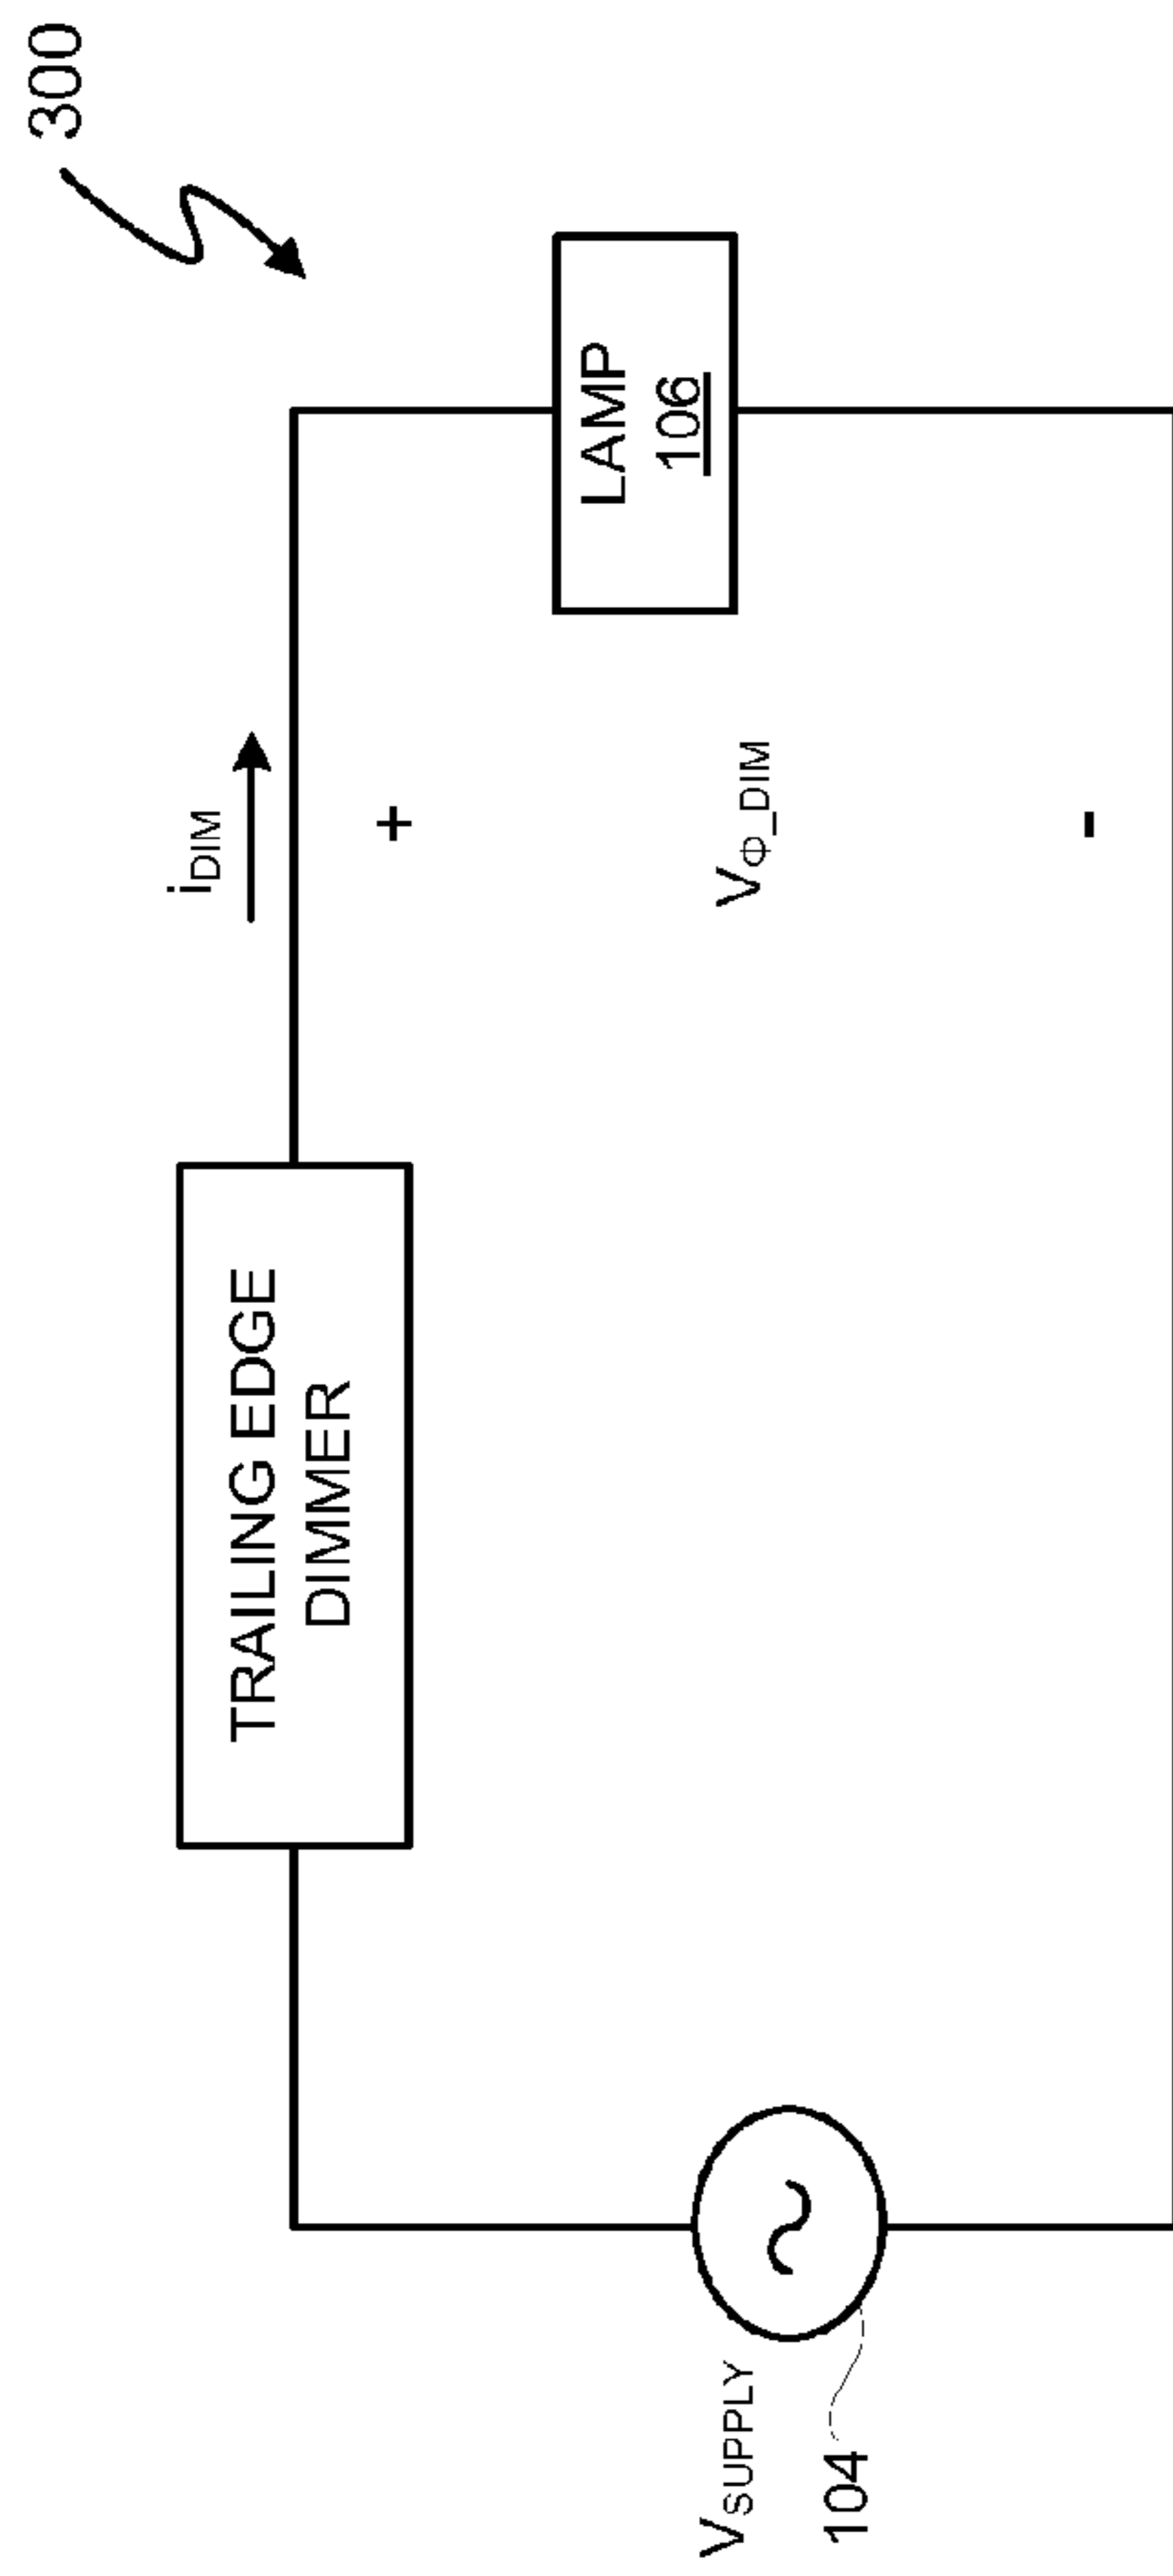 300
iDIM
TRAILING EDGE
DIMMER
+
LAMP
106
VΦ_DIM
-
VSUPPLY
104